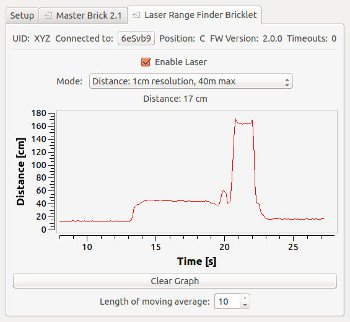 Setup Master Brick 2.1 Laser Range Finder Bricklet
UID: XYZ Connected to: 6eSvb9 Position: C FW Version: 2.0.0 Timeouts: 0
Enable Laser
Mode: Distance: 1cm resolution, 40m max
Distance: 17 cm
180
160
140
120
100
80
60
40
20
0
Distance [cm]
10 15 20 25
Time [s]
Clear Graph
Length of moving average: 10